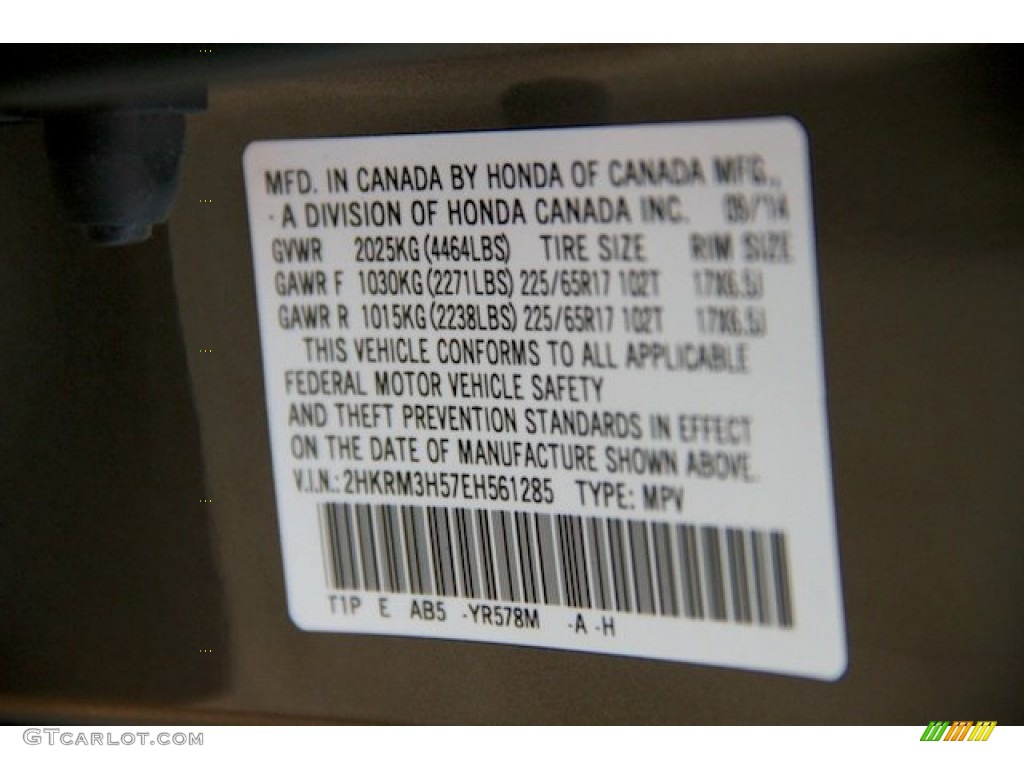 MFD. IN CANADA BY HONDA OF CANADA MFG.,
- A DIVISION OF HONDA CANADA INC. 05/'14
GVWR 2025KG (4464LBS) TIRE SIZE RIM SIZE
GAWR F 1030KG (2271LBS) 225/65R17 102T 17X6.5J
GAWR R 1015KG (2238LBS) 225/65R17 102T 17X6.5J
THIS VEHICLE CONFORMS TO ALL APPLICABLE
FEDERAL MOTOR VEHICLE SAFETY
AND THEFT PREVENTION STANDARDS IN EFFECT
ON THE DATE OF MANUFACTURE SHOWN ABOVE.
V.I.N.: 2HKRM3H57EH561285 TYPE: MPV
T1P E AB5 -YR578M -A -H
GTCARLOT.COM